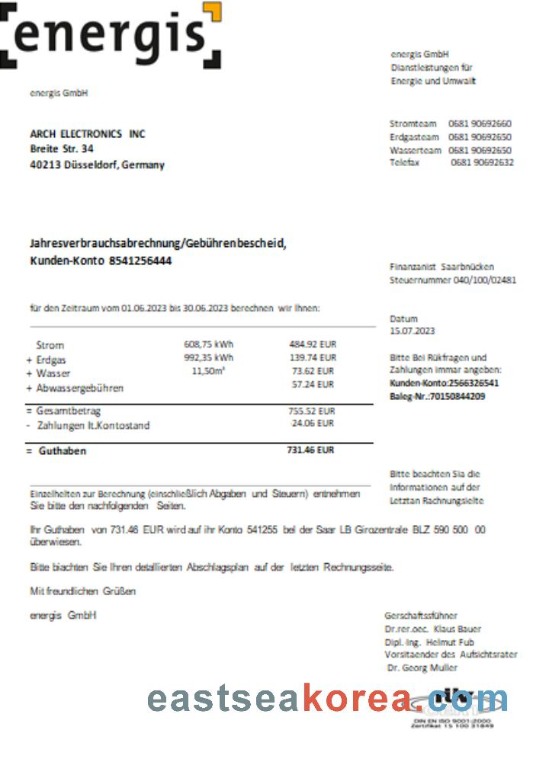 energis
energis GmbH
Dienstleistungen für
Energie und Umwalt
energis GmbH
ARCH ELECTRONICS INC
Breite Str. 34
40213 Düsseldorf, Germany
Stromteam 0681 90692660
Erdgasteam 0681 90692650
Wasserteam 0681 90692650
Telefax 0681 90692632
Jahresverbrauchsabrechnung/Gebührenbescheid,
Kunden-Konto 8541256444
Finanzanist Saarbnücken
Steuernummer 040/100/02481
für den Zeitraum vom 01.06.2023 bis 30.06.2023 berechnen wir Ihnen:
Datum
15.07.2023
Strom 608,75 kWh 484.92 EUR
+ Erdgas 992,35 kWh 139.74 EUR
+ Wasser 11,50m³ 73.62 EUR
+ Abwassergebühren 57.24 EUR
= Gesamtbetrag 755.52 EUR
- Zahlungen lt.Kontostand 24.06 EUR
= Guthaben 731.46 EUR
Bitte Bei Rükfragen und
Zahlungen immar angeben:
Kunden-Konto:2566326541
Baleg-Nr.:70150844209
Bitte beachten Sia die
Informationen auf der
Letztan Rachnungsielte
Einzelheiten zur Berechnung (einschließlich Abgaben und Steuern) entnehmen
Sie bitte den nachfolgenden Seiten.
Ihr Guthaben von 731.46 EUR wird auf ihr Konto 541255 bei der Saar LB Girozentrale BLZ 590 500 00
überwiesen.
Bitte biachten Sie Ihren detaillierten Abschlagsplan auf der letzten Rechnungsseite.
Mit freundlichen Grüßen
energis GmbH
Gerschaftssführer
Dr.rer.oec. Klaus Bauer
Dipl. Ing. Helmut Fub
Vorsitaender des Aufsichtsrater
Dr. Georg Muller
eastseakorea.com
DIN EN ISO 9001:2000
Zertifikat 15 100 31849